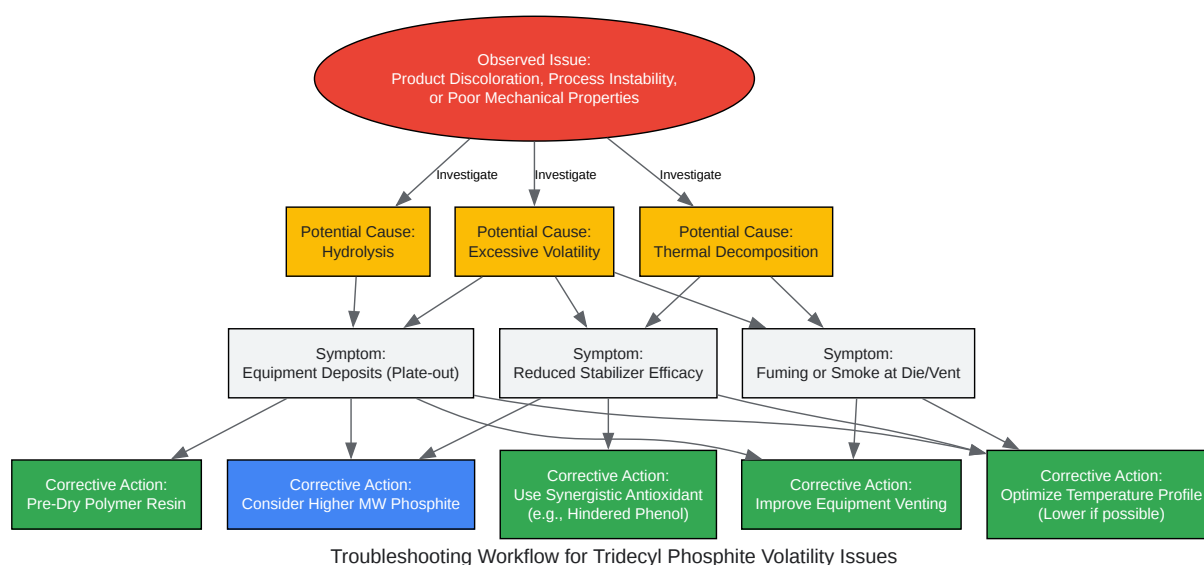 Observed Issue:
Product Discoloration, Process Instability,
or Poor Mechanical Properties
Investigate
Investigate
Investigate
Potential Cause:
Hydrolysis
Potential Cause:
Excessive Volatility
Potential Cause:
Thermal Decomposition
Symptom:
Equipment Deposits (Plate-out)
Symptom:
Reduced Stabilizer Efficacy
Symptom:
Fuming or Smoke at Die/Vent
Corrective Action:
Pre-Dry Polymer Resin
Corrective Action:
Consider Higher MW Phosphite
Corrective Action:
Use Synergistic Antioxidant
(e.g., Hindered Phenol)
Corrective Action:
Improve Equipment Venting
Corrective Action:
Optimize Temperature Profile
(Lower if possible)
Troubleshooting Workflow for Tridecyl Phosphite Volatility Issues